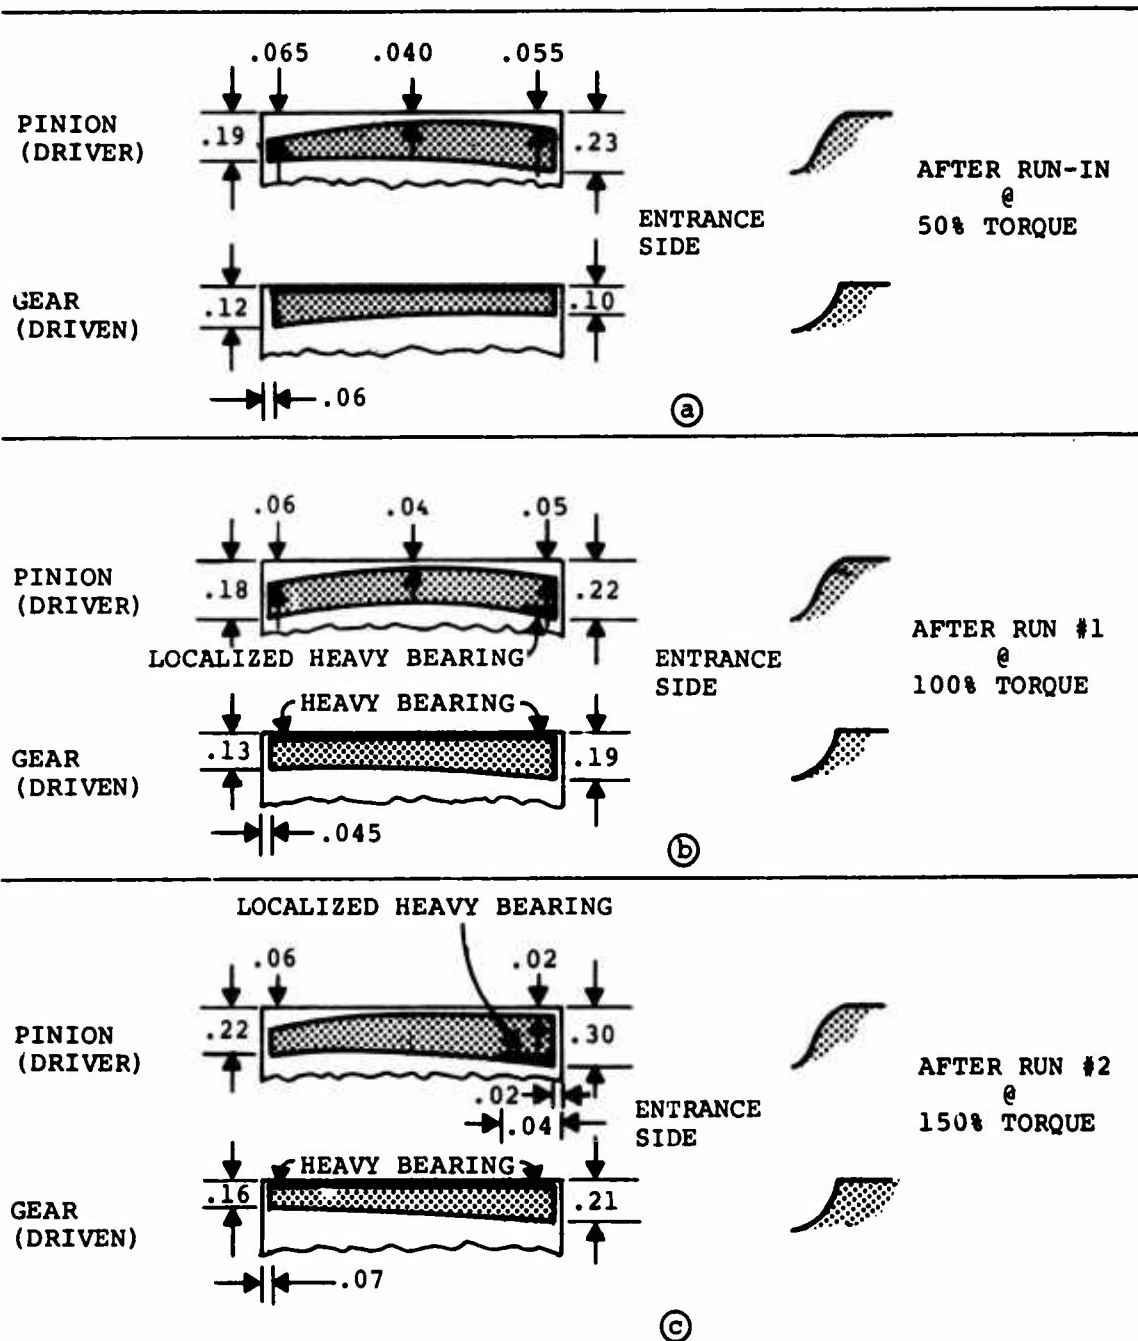 .065 .040 .055
PINION
(DRIVER)
.19
.23
AFTER RUN-IN
@
50% TORQUE
ENTRANCE
SIDE
GEAR
(DRIVEN)
.12
.10
.06
a
.06 .04 .05
PINION
(DRIVER)
.18
.22
LOCALIZED HEAVY BEARING
AFTER RUN #1
@
100% TORQUE
ENTRANCE
SIDE
HEAVY BEARING
GEAR
(DRIVEN)
.13
.19
.045
b
LOCALIZED HEAVY BEARING
.06 .02
PINION
(DRIVER)
.22
.30
AFTER RUN #2
@
150% TORQUE
.02
.04
ENTRANCE
SIDE
HEAVY BEARING
GEAR
(DRIVEN)
.16
.21
.07
c